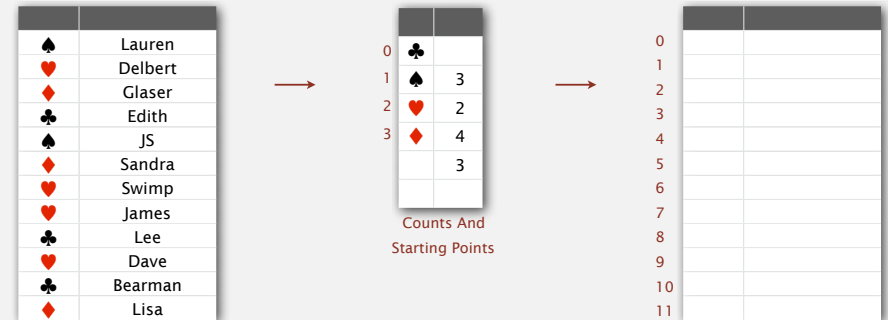 ♠ Lauren
♥ Delbert
♦ Glaser
♣ Edith
♠ JS
♦ Sandra
♥ Swimp
♥ James
♣ Lee
♥ Dave
♣ Bearman
♦ Lisa
0 ♣
1 ♠ 3
2 ♥ 2
3 ♦ 4
3
Counts And
Starting Points
0
1
2
3
4
5
6
7
8
9
10
11